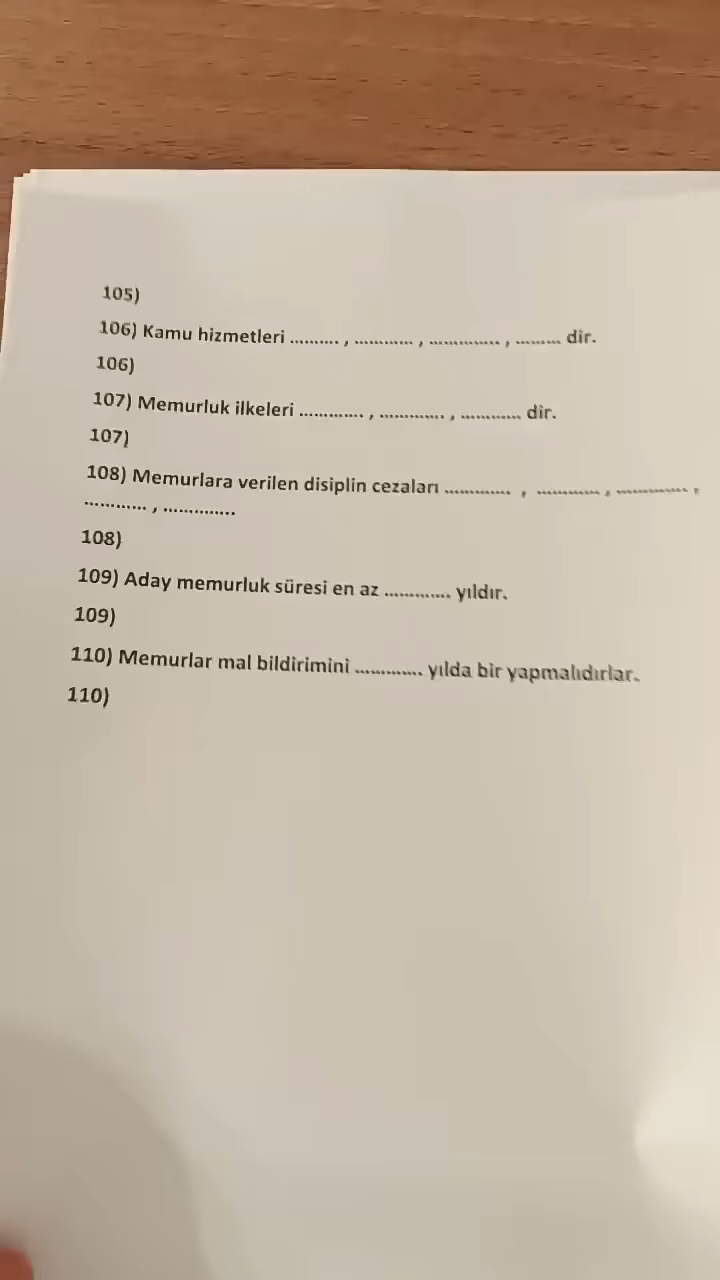 105)
106) Kamu hizmetleri .......... , ............ , .............. , ......... dir.
106)
107) Memurluk ilkeleri ............. , ............. , ............ dir.
107)
108) Memurlara verilen disiplin cezaları ............. , ............. , .............. ,
............. , ..............
108)
109) Aday memurluk süresi en az ............. yıldır.
109)
110) Memurlar mal bildirimini ............. yılda bir yapmalıdırlar.
110)